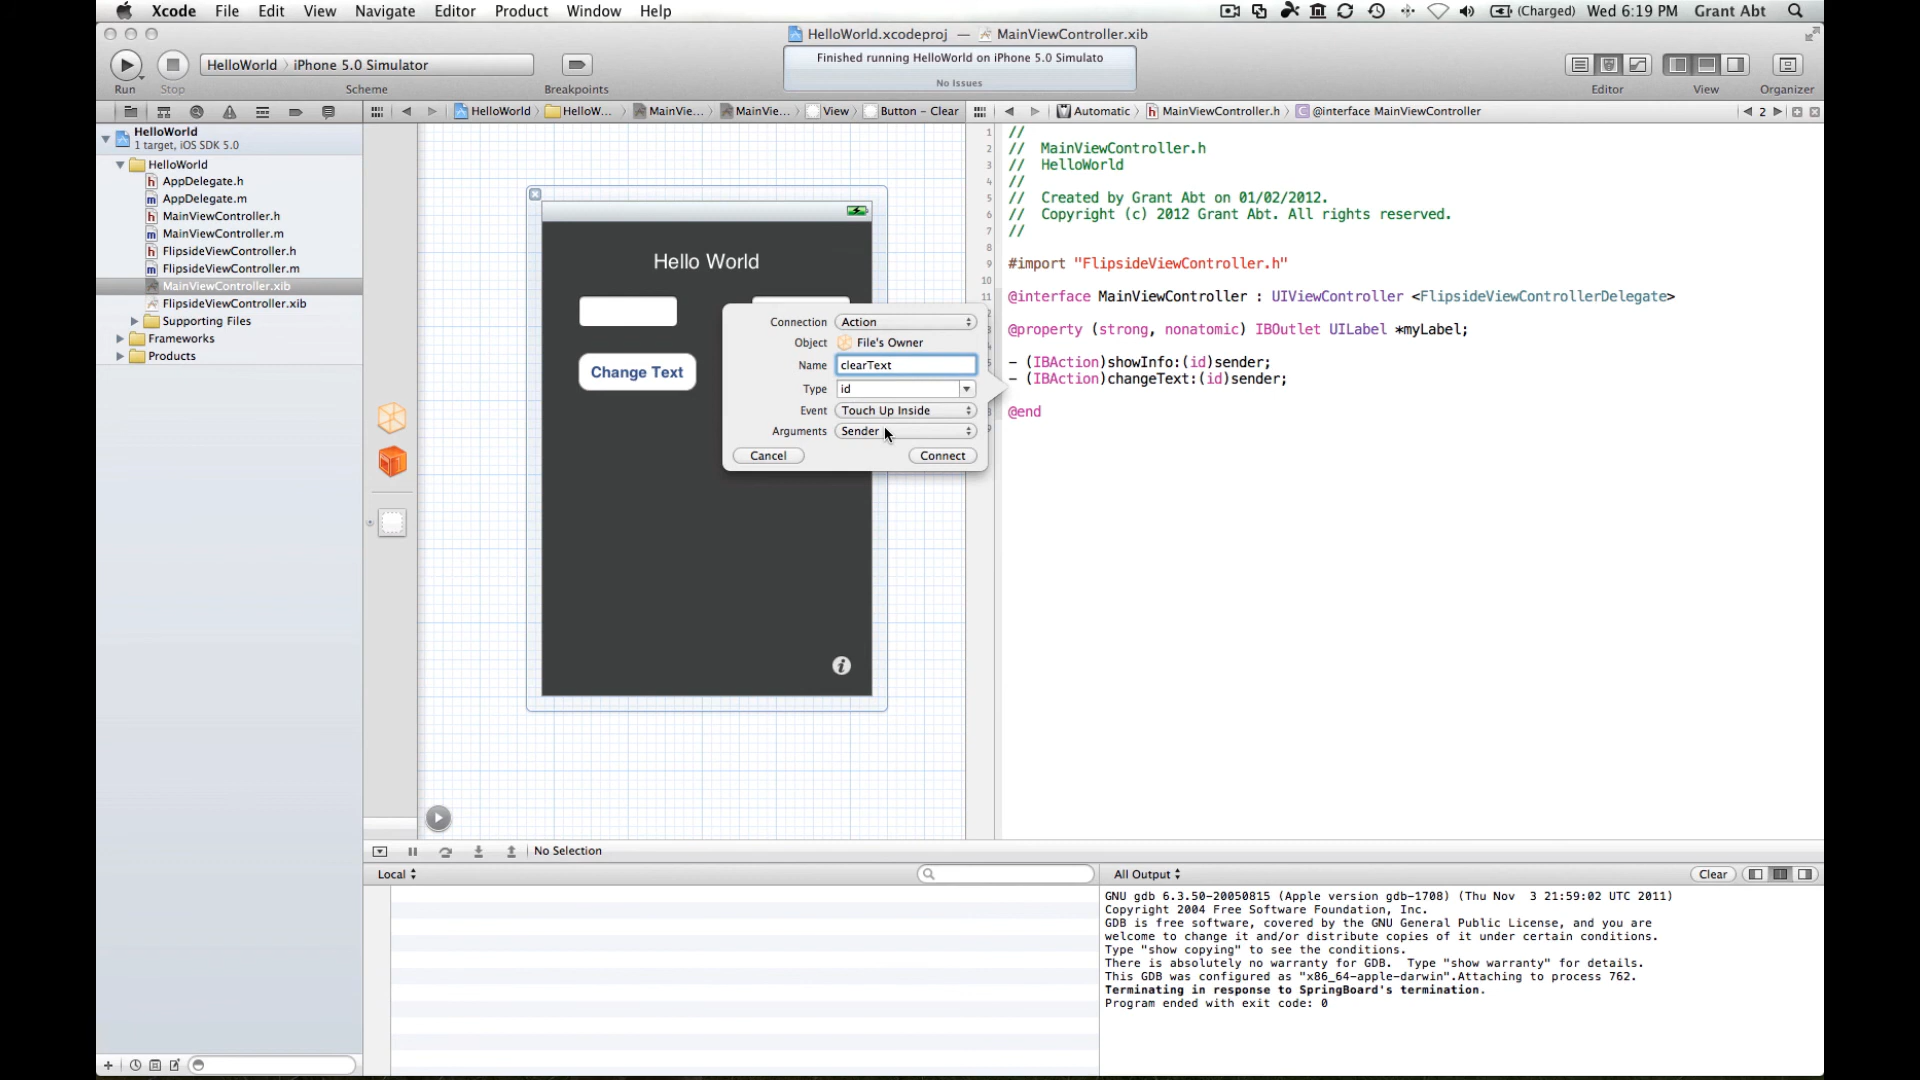 Xcode File Edit View Navigate Editor Product Window Help (Charged) Wed 6:19 PM Grant Abt
HelloWorld.xcodeproj — MainViewController.xib
HelloWorld iPhone 5.0 Simulator
Finished running HelloWorld on iPhone 5.0 Simulato
No Issues
Run Stop Scheme Breakpoints Editor View Organizer
HelloWorld HelloW... MainVie... MainVie... View Button - Clear
Automatic MainViewController.h @interface MainViewController 2
HelloWorld
1 target, iOS SDK 5.0
HelloWorld
AppDelegate.h
AppDelegate.m
MainViewController.h
MainViewController.m
FlipsideViewController.h
FlipsideViewController.m
MainViewController.xib
FlipsideViewController.xib
Supporting Files
Frameworks
Products
Hello World
Change Text
Connection Action
Object File's Owner
Name clearText
Type id
Event Touch Up Inside
Arguments Sender
Cancel Connect
1 //
2 // MainViewController.h
3 // HelloWorld
4 //
5 // Created by Grant Abt on 01/02/2012.
6 // Copyright (c) 2012 Grant Abt. All rights reserved.
7 //
8
9 #import "FlipsideViewController.h"
10
11 @interface MainViewController : UIViewController <FlipsideViewControllerDelegate>
@property (strong, nonatomic) IBOutlet UILabel *myLabel;
- (IBAction)showInfo:(id)sender;
- (IBAction)changeText:(id)sender;
@end
No Selection
Local
All Output
Clear
GNU gdb 6.3.50-20050815 (Apple version gdb-1708) (Thu Nov 3 21:59:02 UTC 2011)
Copyright 2004 Free Software Foundation, Inc.
GDB is free software, covered by the GNU General Public License, and you are
welcome to change it and/or distribute copies of it under certain conditions.
Type "show copying" to see the conditions.
There is absolutely no warranty for GDB. Type "show warranty" for details.
This GDB was configured as "x86_64-apple-darwin".Attaching to process 762.
Terminating in response to SpringBoard's termination.
Program ended with exit code: 0